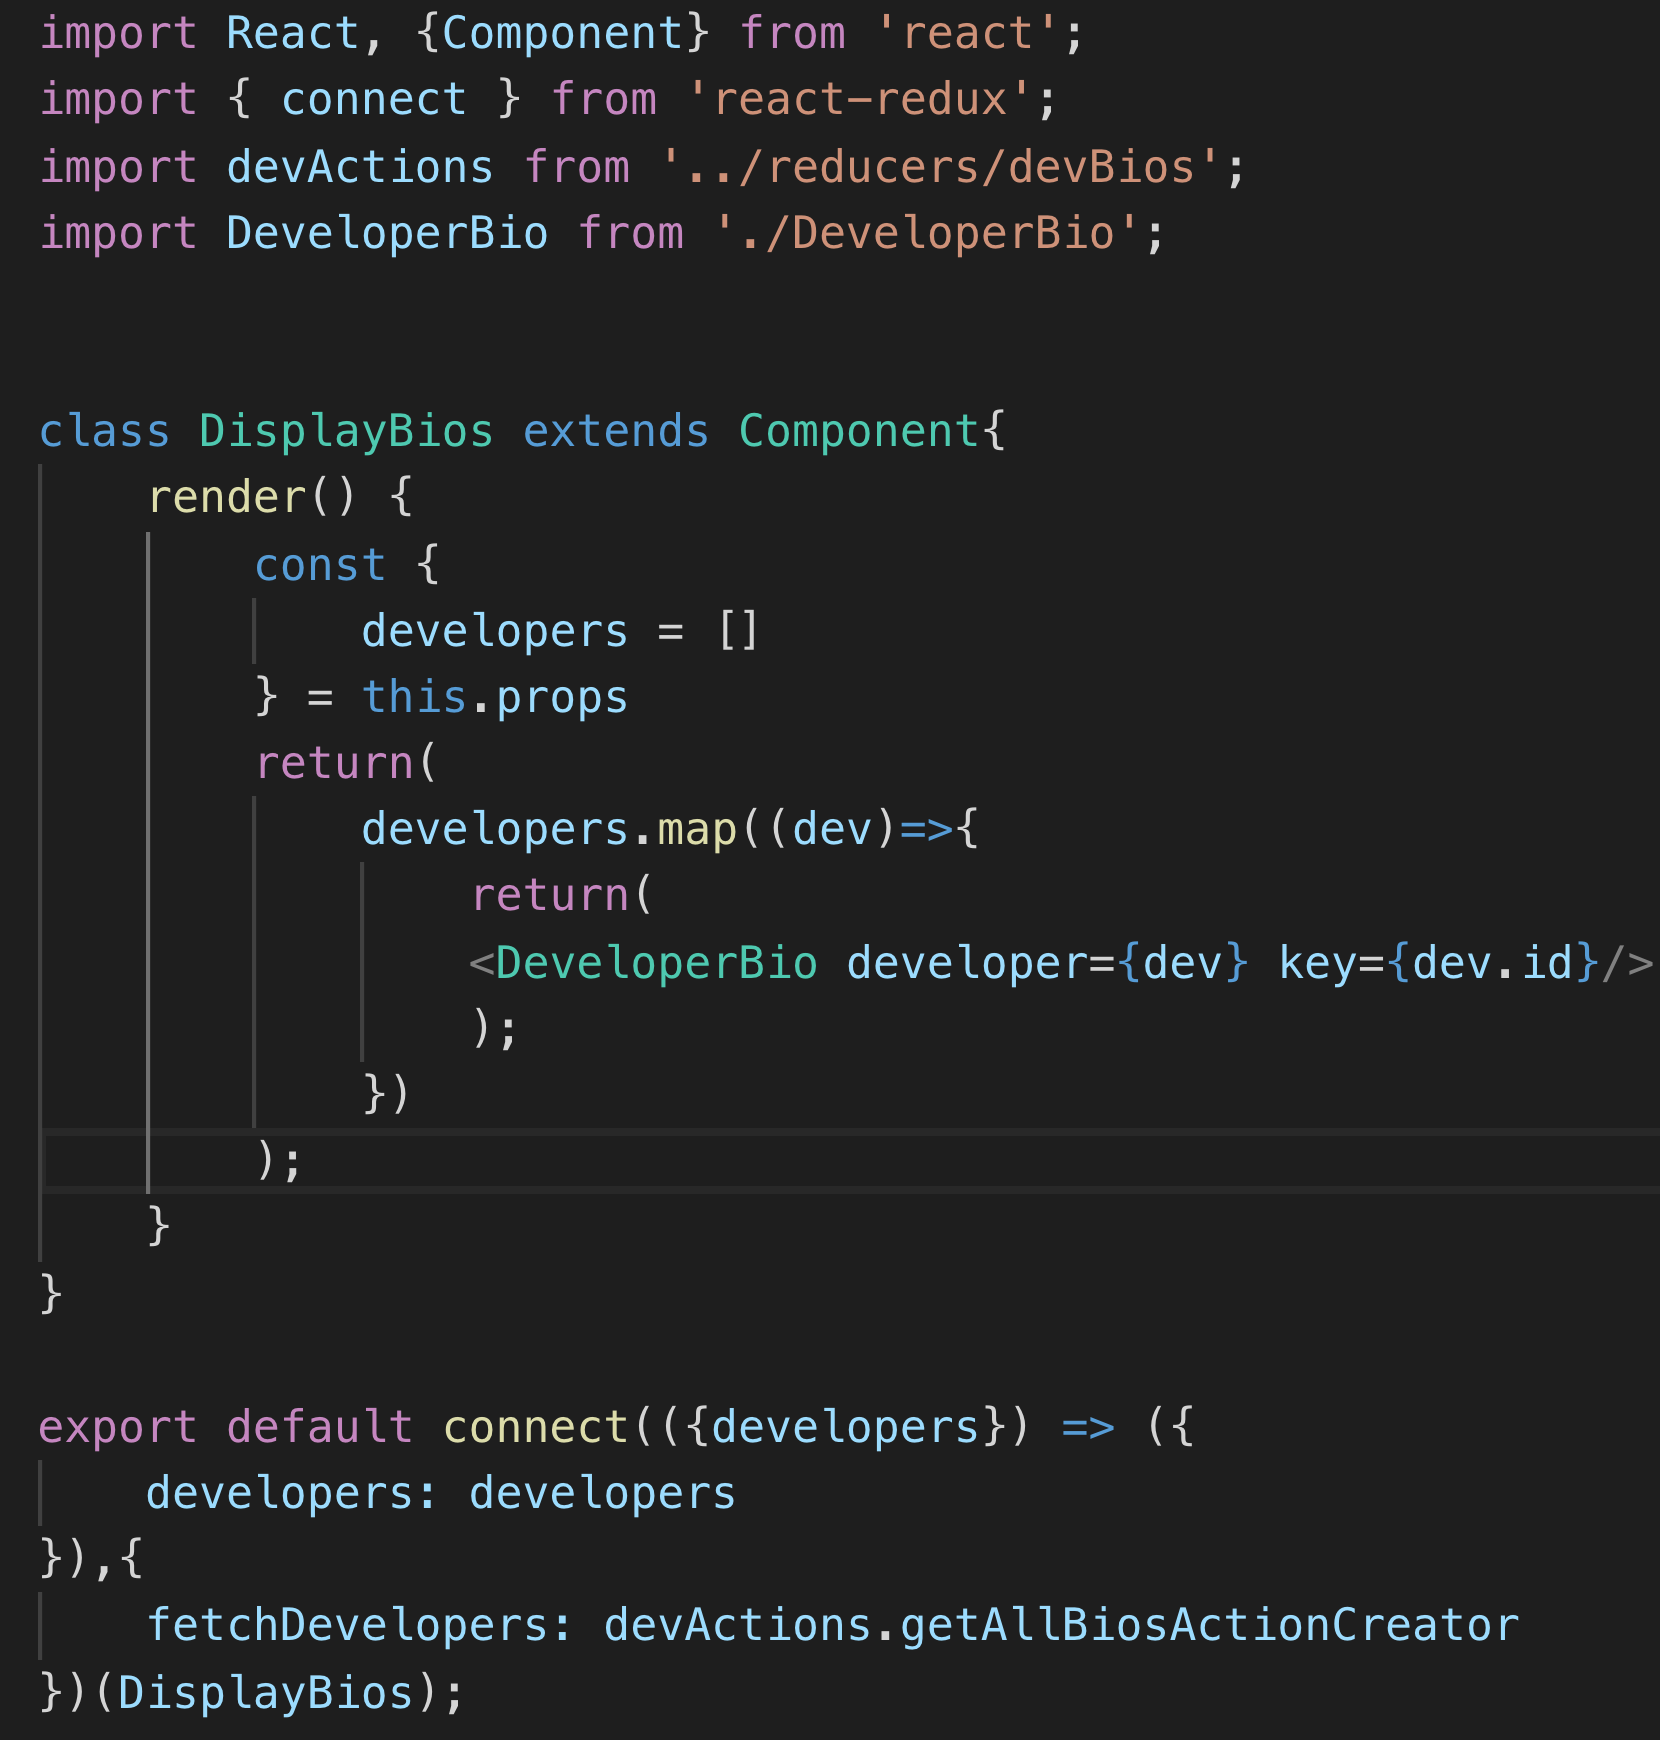 import React, {Component} from 'react';
import { connect } from 'react-redux';
import devActions from '../reducers/devBios';
import DeveloperBio from './DeveloperBio';
class DisplayBios extends Component{
    render() {
        const {
            developers = []
        } = this.props
        return(
            developers.map((dev)=>{
                return(
                <DeveloperBio developer={dev} key={dev.id}/>
                );
            })
        );
    }
}
export default connect(({developers}) => ({
    developers: developers
}),{
    fetchDevelopers: devActions.getAllBiosActionCreator
})(DisplayBios);